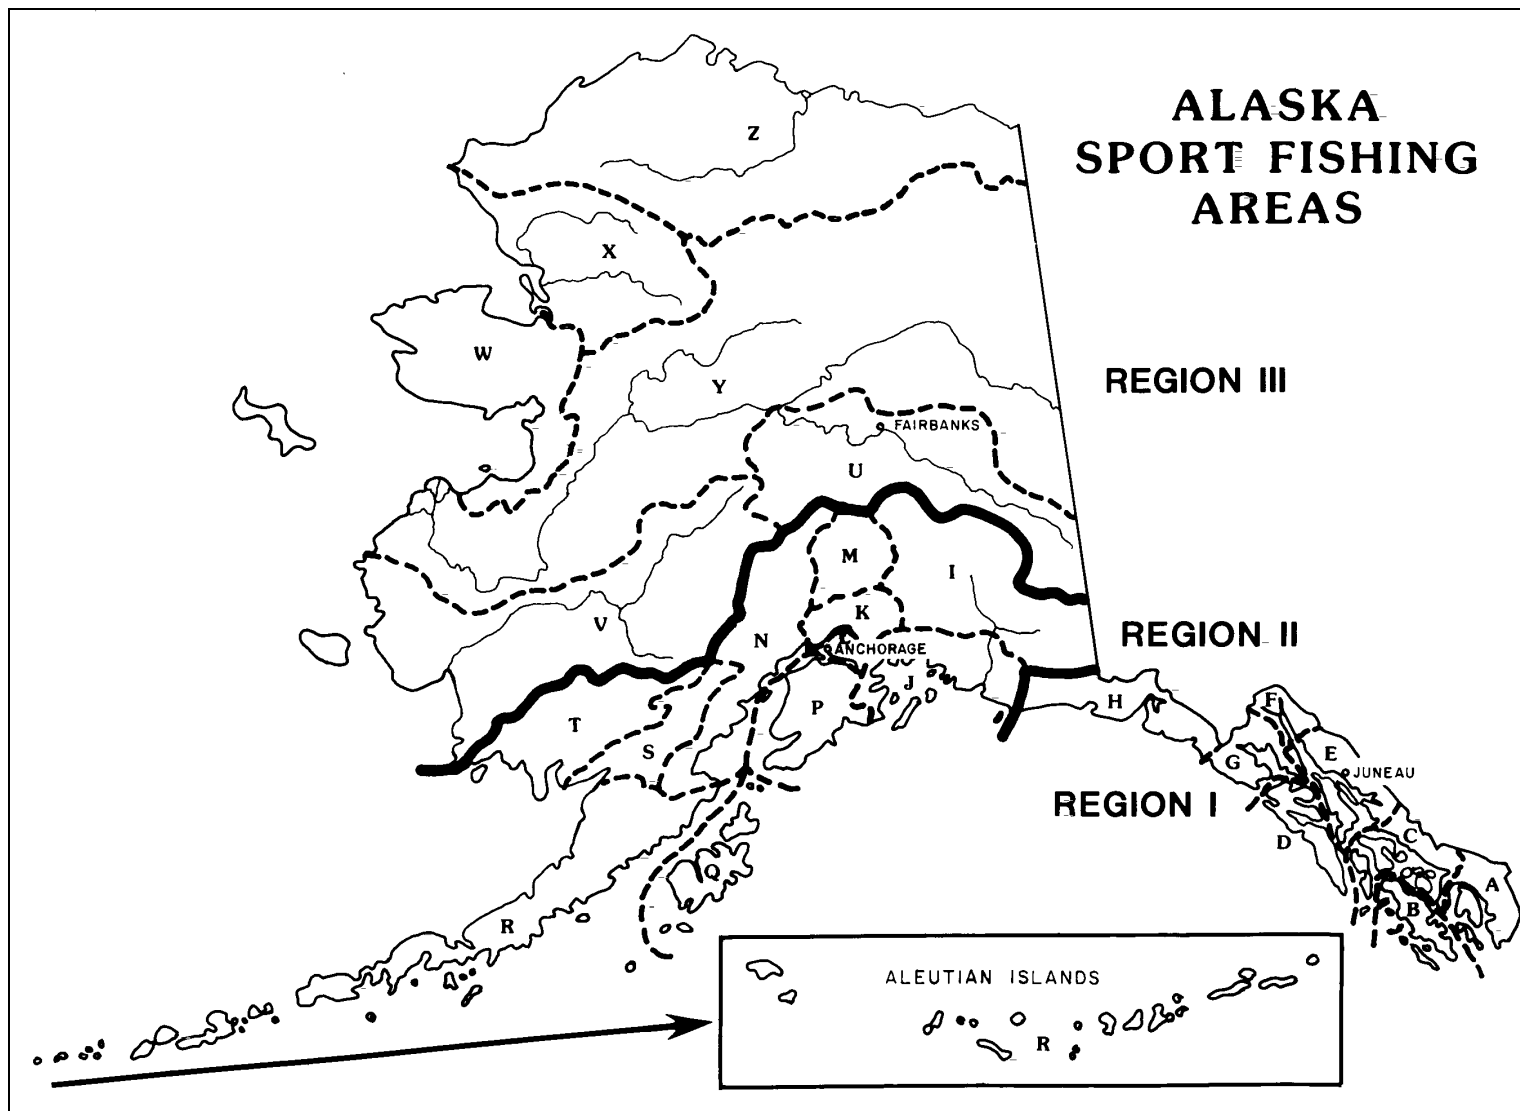 ALASKA
SPORT FISHING
AREAS
Z
X
W
REGION III
Y
FAIRBANKS
U
M
I
K
V
N
L
ANCHORAGE
REGION II
J
P
H
F
T
S
G
E
JUNEAU
REGION I
D
C
Q
A
B
R
ALEUTIAN ISLANDS
R